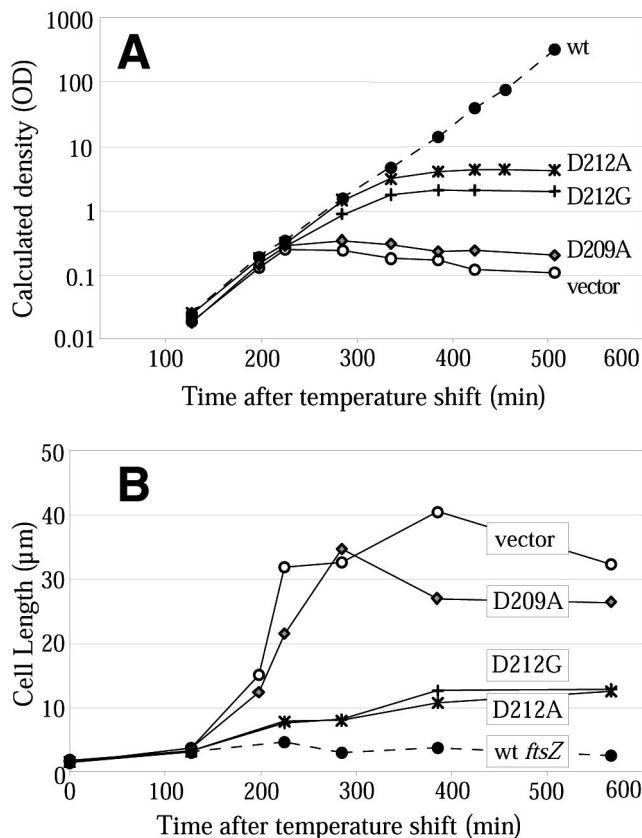 A
1000
100
10
1
0.1
0.01
Calculated density (OD)
wt
D212A
D212G
D209A
vector
100 200 300 400 500 600
Time after temperature shift (min)
B
50
40
30
20
10
0
Cell Length (µm)
vector
D209A
D212G
D212A
wt ftsZ
0 100 200 300 400 500 600
Time after temperature shift (min)